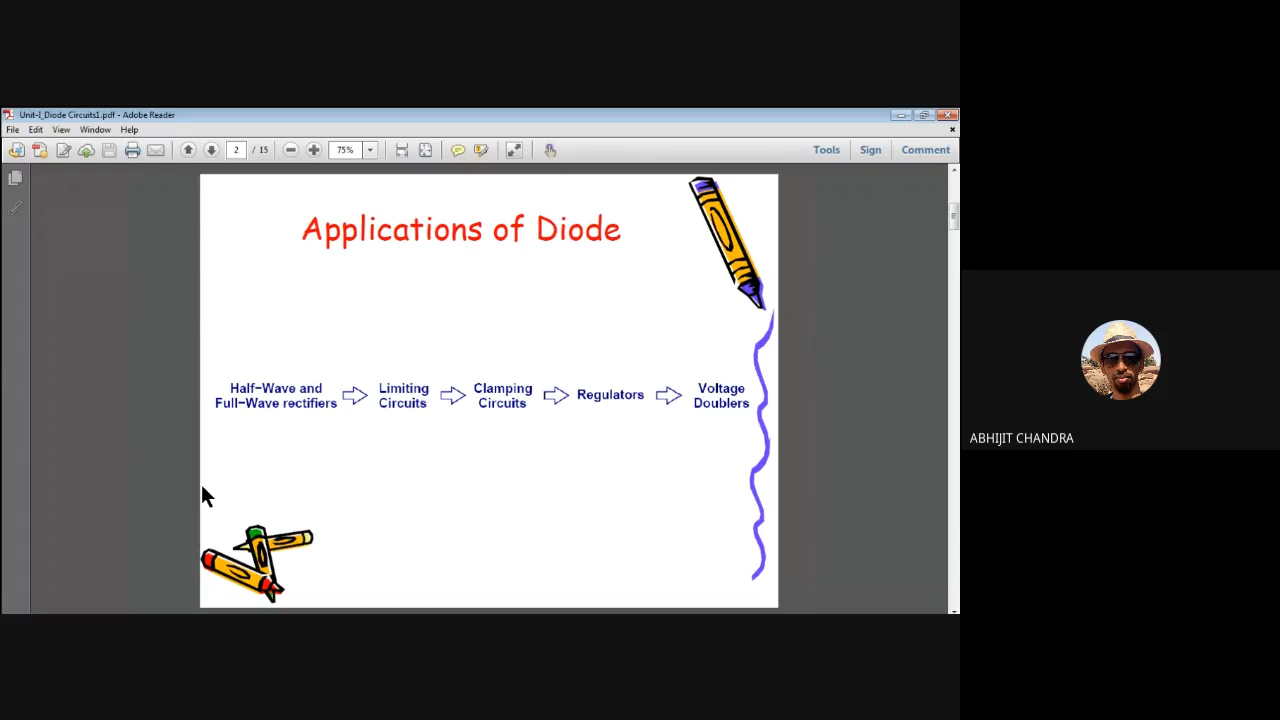 Unit-I_Diode Circuits1.pdf - Adobe Reader
File Edit View Window Help
2 / 15 75% Tools Sign Comment
Applications of Diode
Half-Wave and
Full-Wave rectifiers
Limiting
Circuits
Clamping
Circuits
Regulators
Voltage
Doublers
ABHIJIT CHANDRA